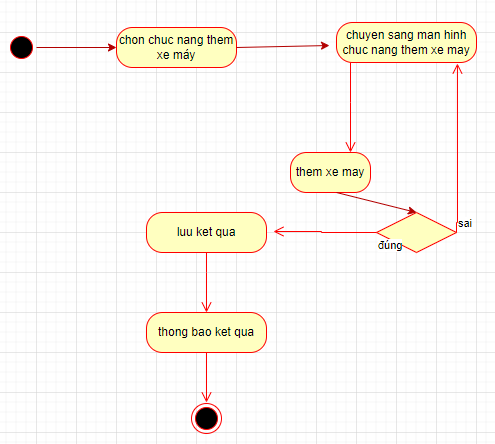 chon chuc nang them
xe máy
chuyen sang man hinh
chuc nang them xe may
them xe may
sai
đúng
luu ket qua
thong bao ket qua